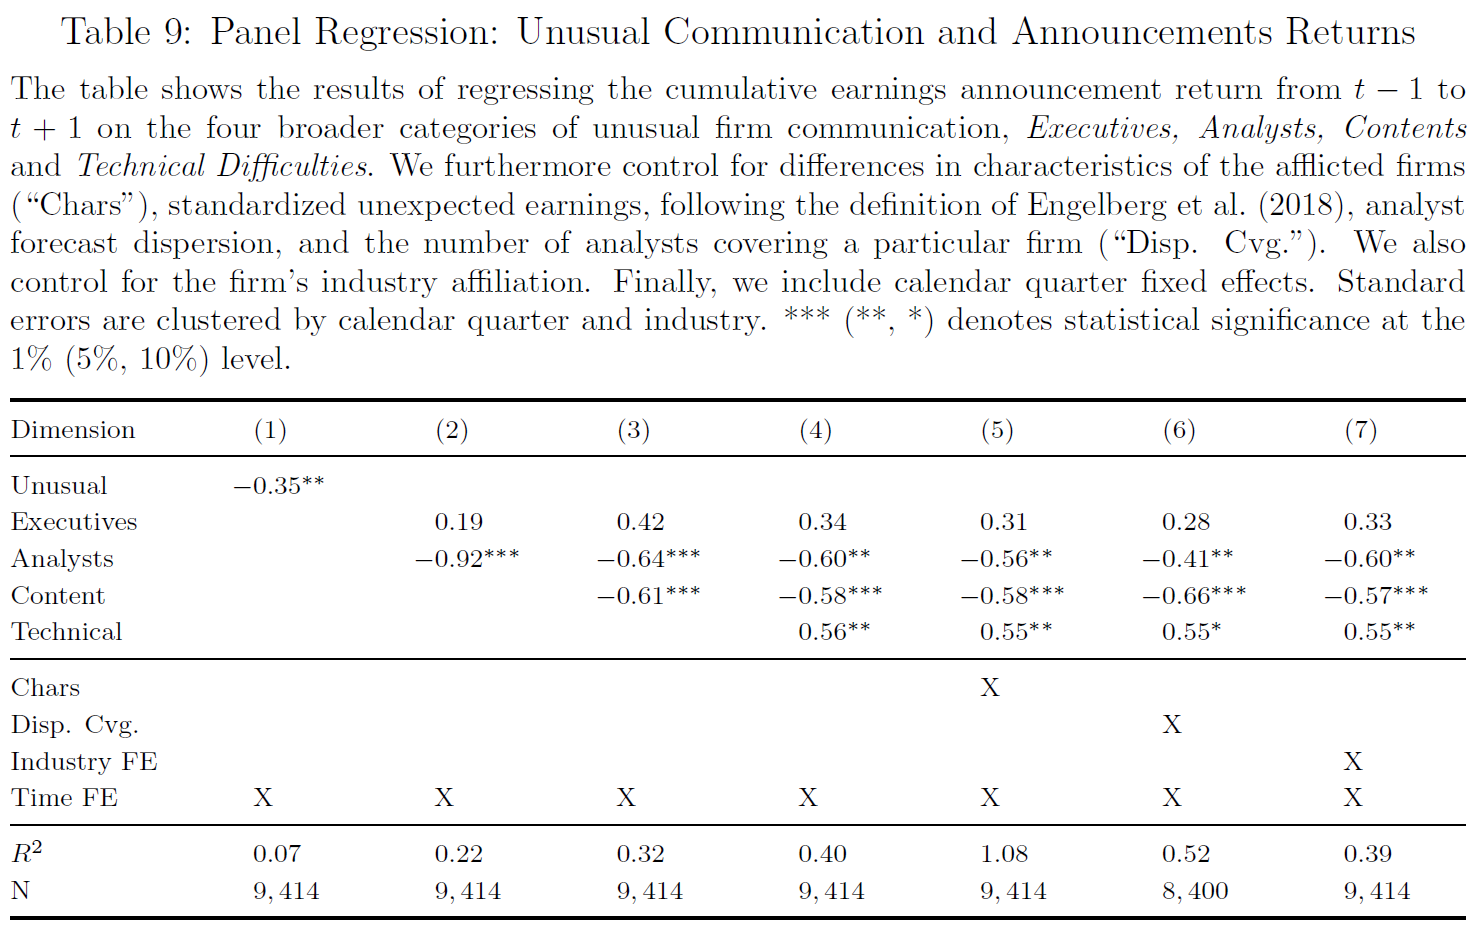 Table 9: Panel Regression: Unusual Communication and Announcements Returns
The table shows the results of regressing the cumulative earnings announcement return from t − 1 to
t + 1 on the four broader categories of unusual firm communication, Executives, Analysts, Contents
and Technical Difficulties. We furthermore control for differences in characteristics of the afflicted firms
(“Chars”), standardized unexpected earnings, following the definition of Engelberg et al. (2018), analyst
forecast dispersion, and the number of analysts covering a particular firm (“Disp. Cvg.”). We also
control for the firm’s industry affiliation. Finally, we include calendar quarter fixed effects. Standard
errors are clustered by calendar quarter and industry. *** (**, *) denotes statistical significance at the
1% (5%, 10%) level.
Dimension (1) (2) (3) (4) (5) (6) (7)
Unusual −0.35**
Executives 0.19 0.42 0.34 0.31 0.28 0.33
Analysts −0.92*** −0.64*** −0.60** −0.56** −0.41** −0.60**
Content −0.61*** −0.58*** −0.58*** −0.66*** −0.57***
Technical 0.56** 0.55** 0.55* 0.55**
Chars X
Disp. Cvg. X
Industry FE X
Time FE X X X X X X X
R² 0.07 0.22 0.32 0.40 1.08 0.52 0.39
N 9,414 9,414 9,414 9,414 9,414 8,400 9,414